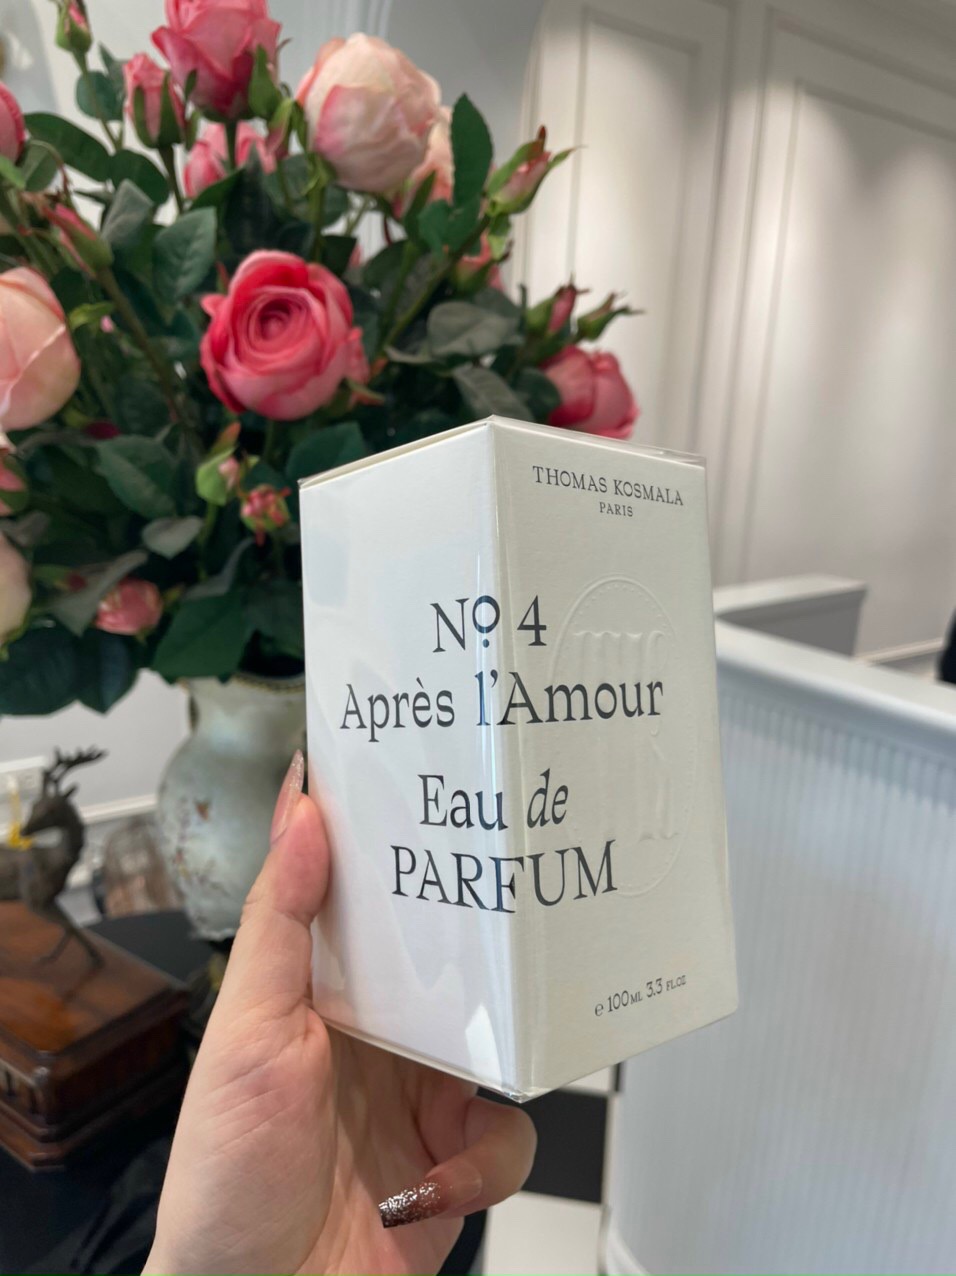 THOMAS KOSMALA
PARIS
Nº 4
Après l'Amour
Eau de
PARFUM
e 100ML 3.3 FL.OZ